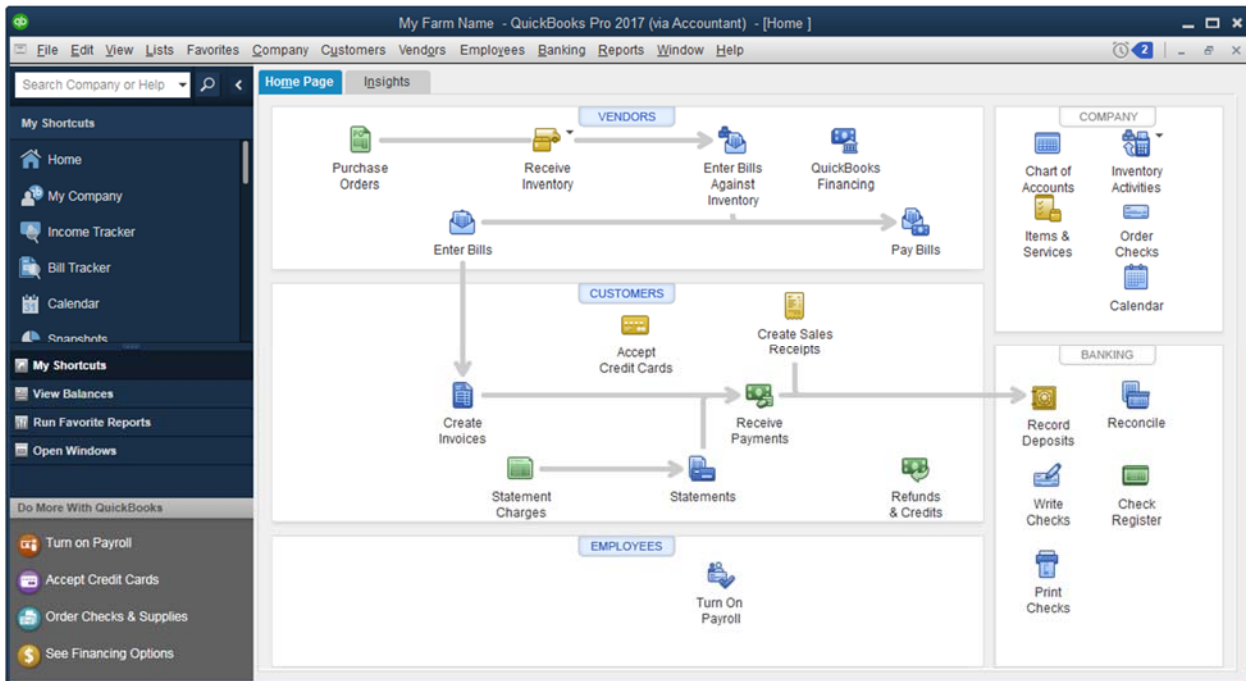 qb
My Farm Name - QuickBooks Pro 2017 (via Accountant) - [Home ]
File Edit View Lists Favorites Company Customers Vendors Employees Banking Reports Window Help
2
Search Company or Help
My Shortcuts
Home
My Company
Income Tracker
Bill Tracker
31
Calendar
Snapshots
My Shortcuts
View Balances
Run Favorite Reports
Open Windows
Do More With QuickBooks
Turn on Payroll
Accept Credit Cards
Order Checks & Supplies
$
See Financing Options
Home Page
Insights
VENDORS
PO
Purchase
Orders
Receive
Inventory
Enter Bills
Against
Inventory
QuickBooks
Financing
Enter Bills
Pay Bills
CUSTOMERS
Accept
Credit Cards
Create Sales
Receipts
Create
Invoices
Receive
Payments
Statement
Charges
Statements
Refunds
& Credits
EMPLOYEES
Turn On
Payroll
COMPANY
Chart of
Accounts
Inventory
Activities
Items &
Services
Order
Checks
Calendar
BANKING
Record
Deposits
Reconcile
Write
Checks
Check
Register
Print
Checks